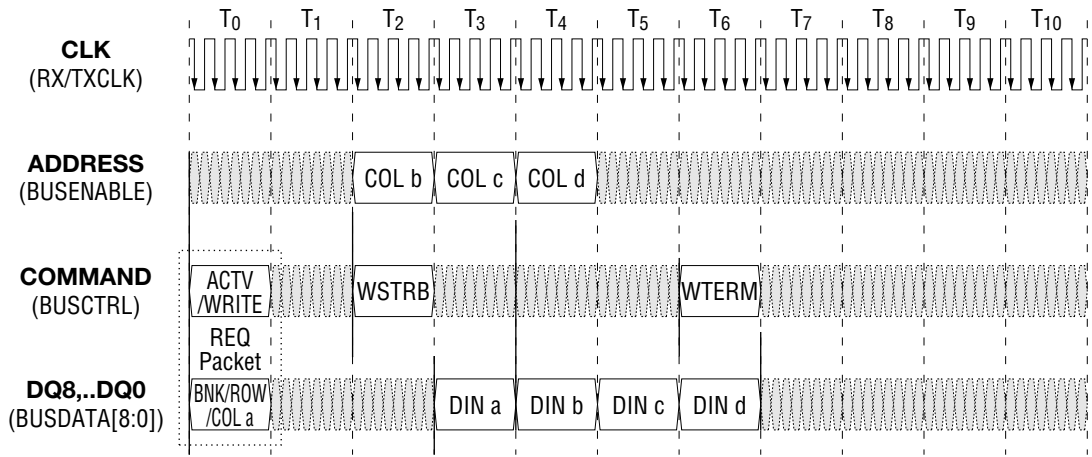 T0 T1 T2 T3 T4 T5 T6 T7 T8 T9 T10
CLK
(RX/TXCLK)
ADDRESS
(BUSENABLE)
COL b COL c COL d
COMMAND
(BUSCTRL)
ACTV
/WRITE
WSTRB WTERM
REQ
Packet
DQ8,..DQ0
(BUSDATA[8:0])
BNK/ROW
/COL a
DIN a DIN b DIN c DIN d